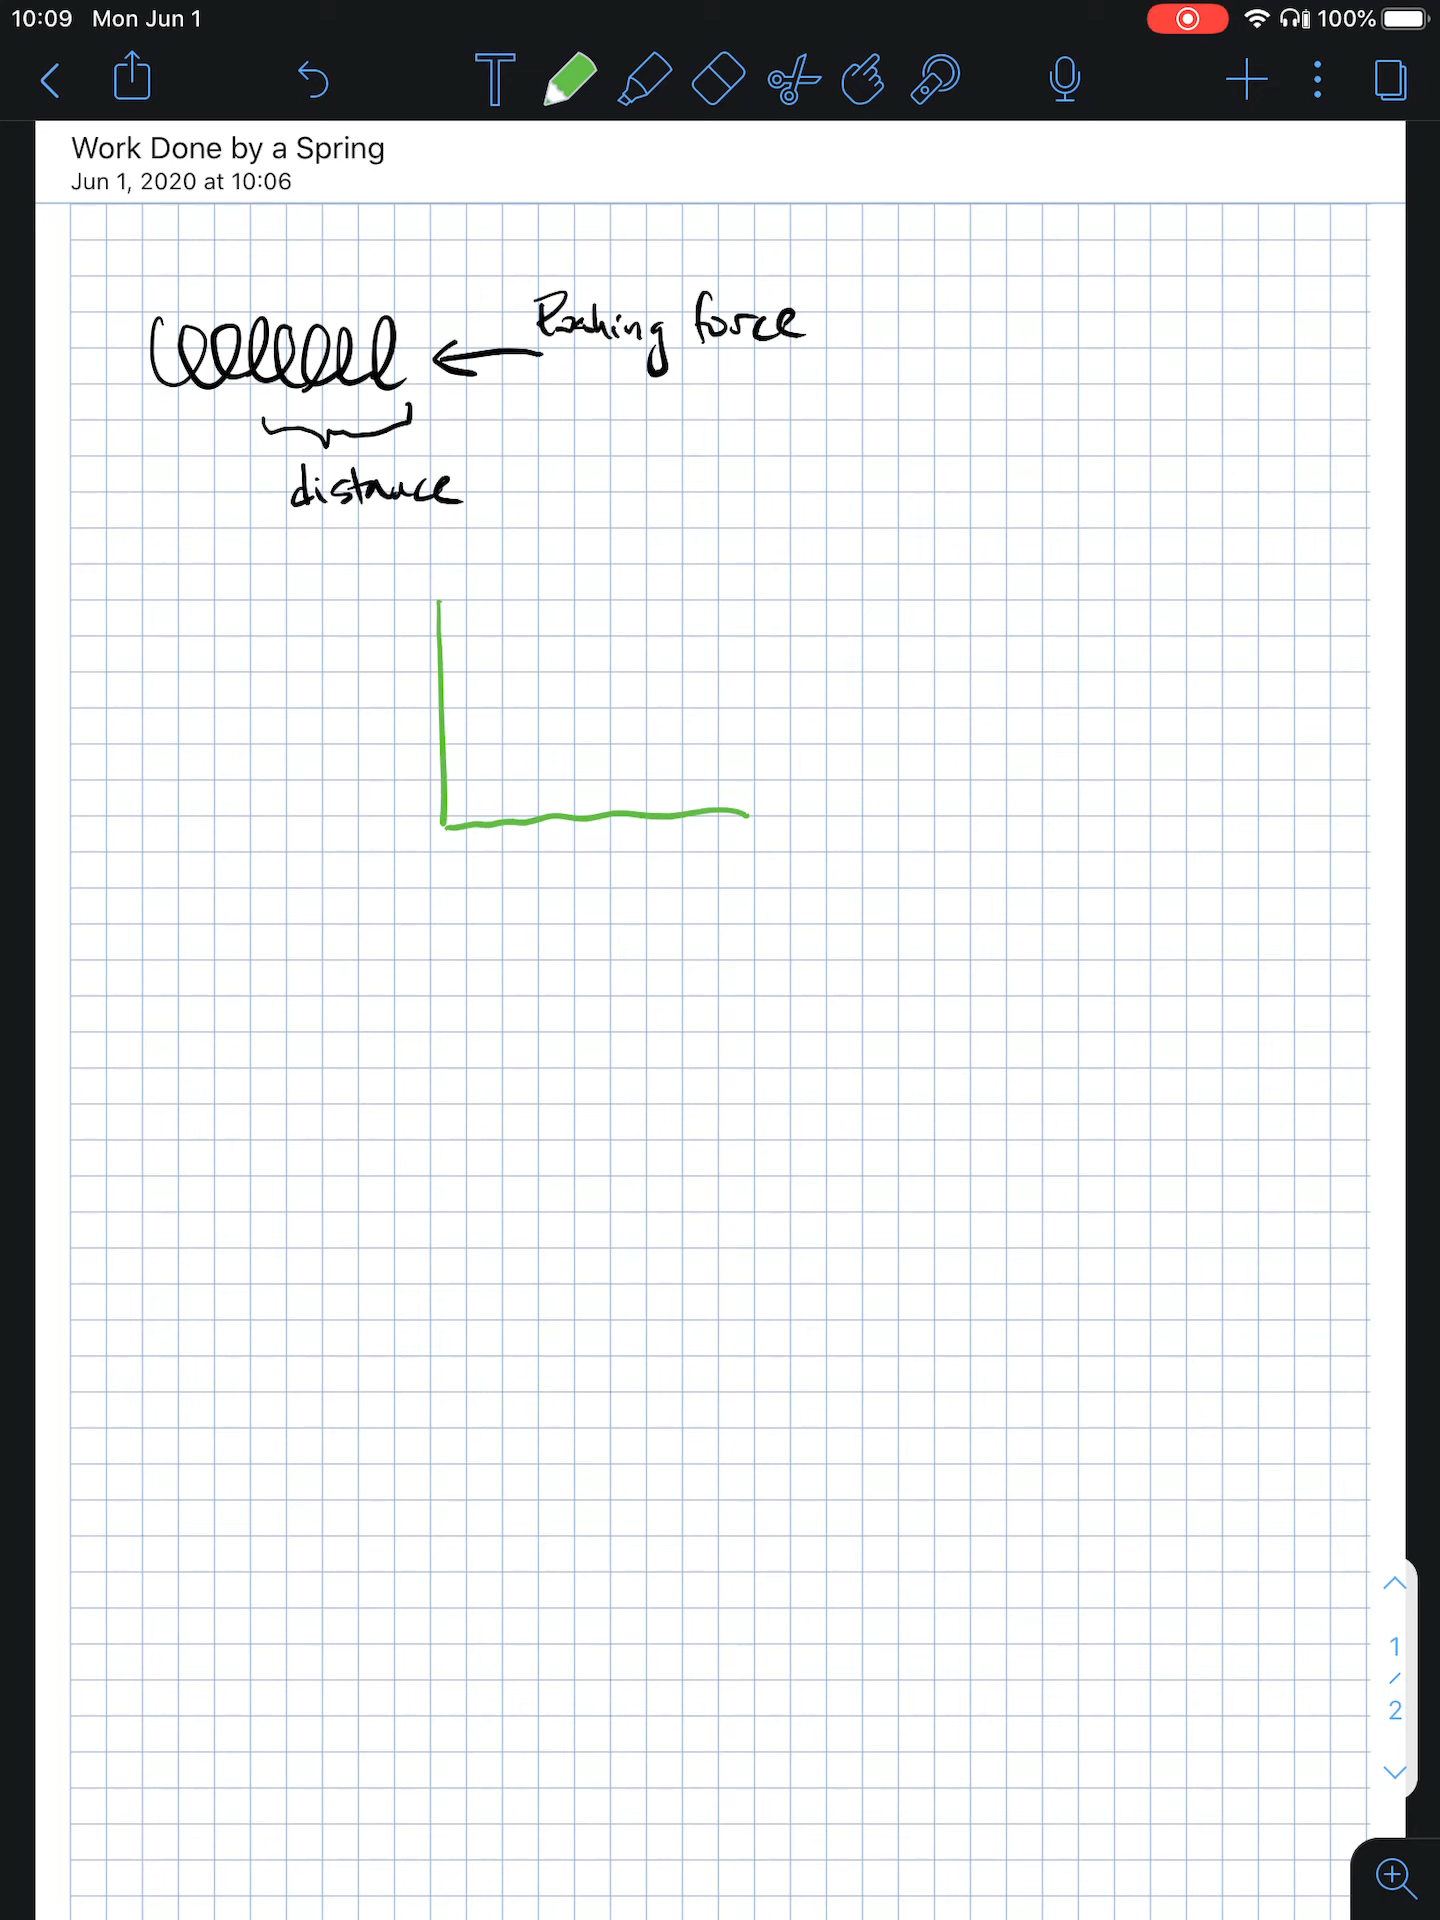 10:09 Mon Jun 1 100%
Work Done by a Spring
Jun 1, 2020 at 10:06
Pushing force
distance
1
/
2